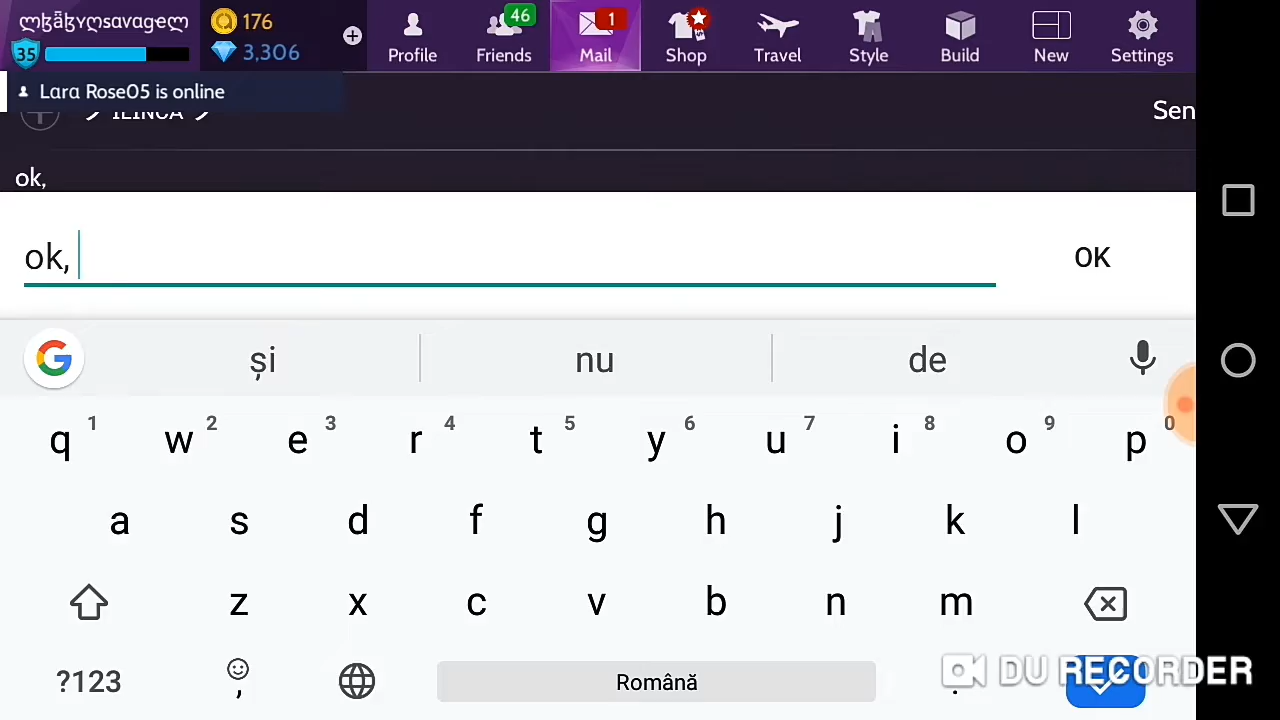 176
35
3,306
46
1
Profile
Friends
Mail
Shop
Travel
Style
Build
New
Settings
Lara Rose05 is online
ILINCA
Sen
ok,
ok,
OK
și nu de
q 1 w 2 e 3 r 4 t 5 y 6 u 7 i 8 o 9 p 0
a s d f g h j k l
z x c v b n m
?123 , Română .
DU RECORDER